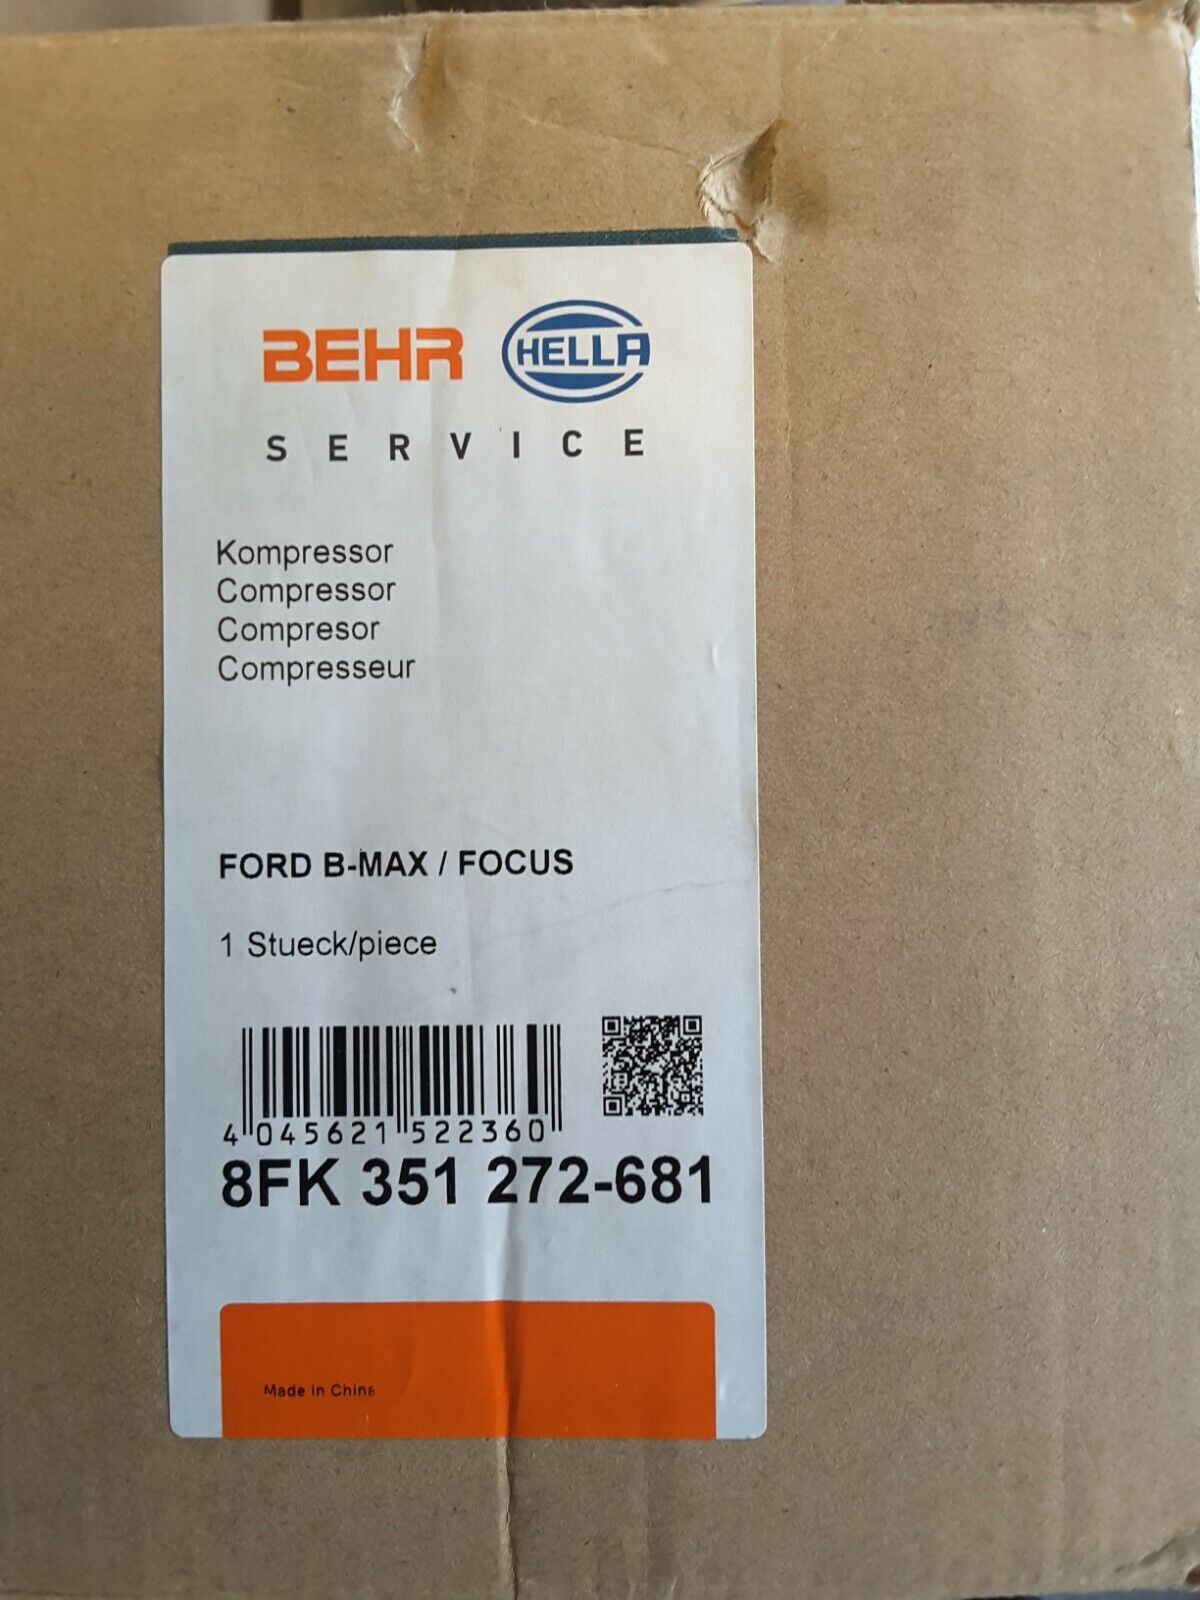 BEHR HELLA
SERVICE
Kompressor
Compressor
Compresor
Compresseur
FORD B-MAX / FOCUS
1 Stueck/piece
4 045621 522360
8FK 351 272-681
Made in China